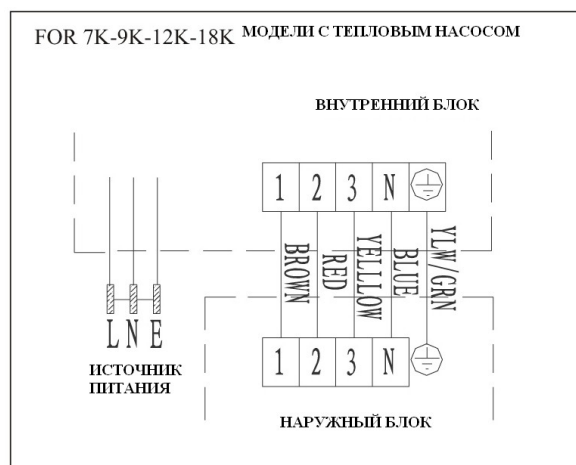 FOR 7K-9K-12K-18K МОДЕЛИ С ТЕПЛОВЫМ НАСОСОМ
ВНУТРЕННИЙ БЛОК
1 2 3 N
BROWN
RED
YELLLOW
BLUE
YLW/GRN
L N E
ИСТОЧНИК
ПИТАНИЯ
1 2 3 N
НАРУЖНЫЙ БЛОК